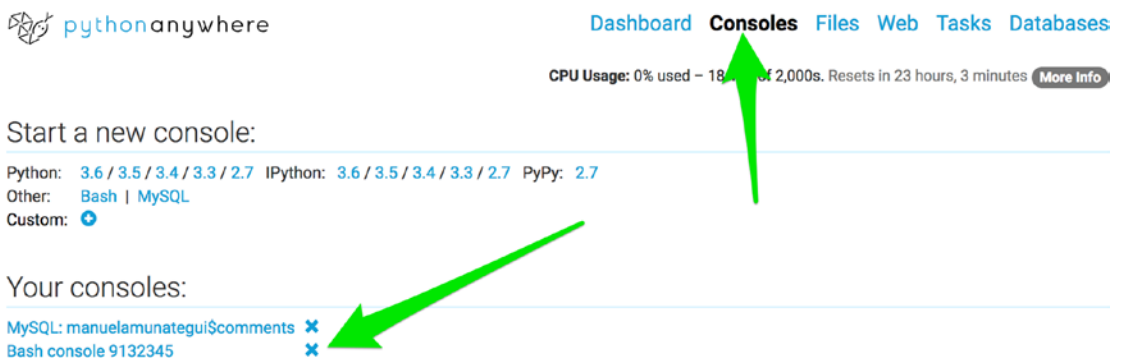 pythonanywhere
Dashboard Consoles Files Web Tasks Databases
CPU Usage: 0% used – of 2,000s. Resets in 23 hours, 3 minutes More Info
Start a new console:
Python: 3.6 / 3.5 / 3.4 / 3.3 / 2.7 IPython: 3.6 / 3.5 / 3.4 / 3.3 / 2.7 PyPy: 2.7
Other: Bash | MySQL
Custom:
Your consoles:
MySQL: manuelamunategui$comments
Bash console 9132345